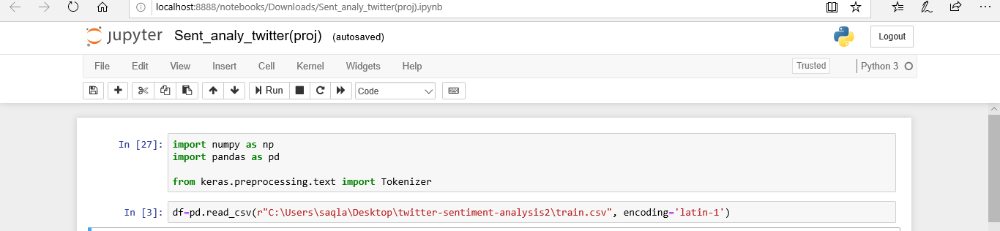 localhost:8888/notebooks/Downloads/Sent_analy_twitter(proj).ipynb
jupyter Sent_analy_twitter(proj) (autosaved)
Logout
File Edit View Insert Cell Kernel Widgets Help
Trusted
Python 3
Run
Code
In [27]: import numpy as np
import pandas as pd
from keras.preprocessing.text import Tokenizer
In [3]: df=pd.read_csv(r"C:\Users\saqla\Desktop\twitter-sentiment-analysis2\train.csv", encoding='latin-1')